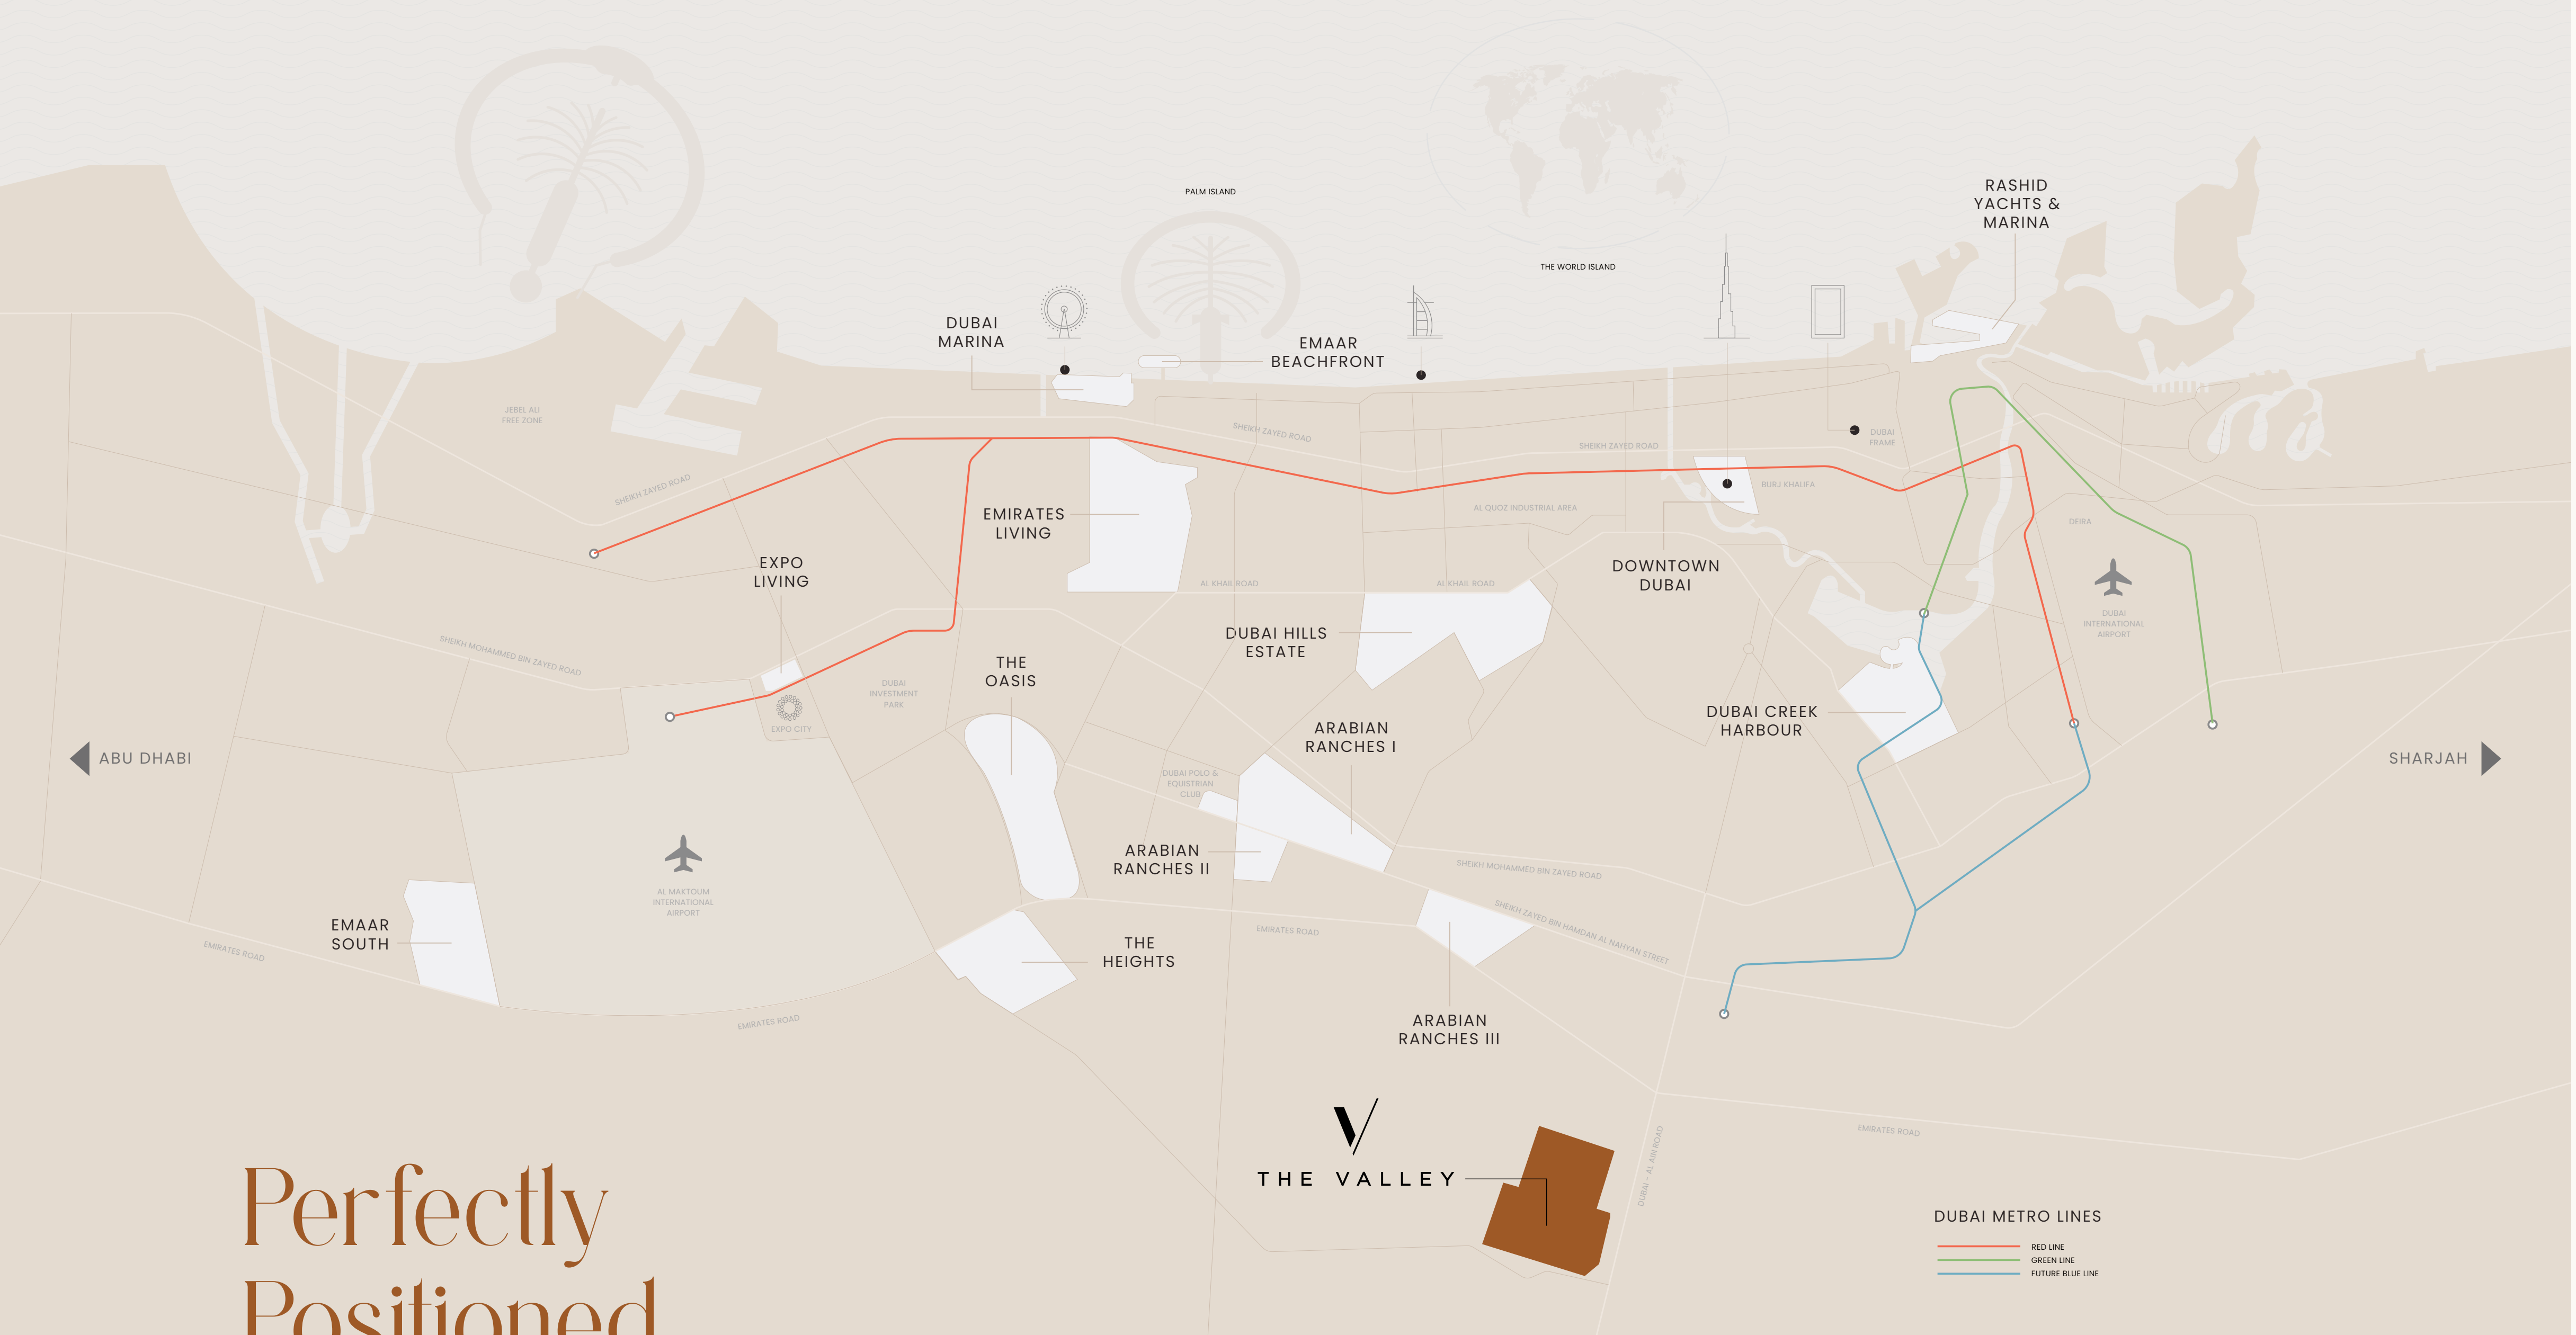 PALM ISLAND
THE WORLD ISLAND
RASHID
YACHTS &
MARINA
DUBAI
MARINA
EMAAR
BEACHFRONT
JEBEL ALI
FREE ZONE
SHEIKH ZAYED ROAD
SHEIKH ZAYED ROAD
SHEIKH ZAYED ROAD
DUBAI
FRAME
BURJ KHALIFA
AL QUOZ INDUSTRIAL AREA
DEIRA
EMIRATES
LIVING
EXPO
LIVING
DOWNTOWN
DUBAI
AL KHAIL ROAD
AL KHAIL ROAD
DUBAI
INTERNATIONAL
AIRPORT
DUBAI HILLS
ESTATE
SHEIKH MOHAMMED BIN ZAYED ROAD
THE
OASIS
DUBAI
INVESTMENT
PARK
EXPO CITY
DUBAI CREEK
HARBOUR
ARABIAN
RANCHES I
ABU DHABI
SHARJAH
DUBAI POLO &
EQUESTRIAN
CLUB
ARABIAN
RANCHES II
SHEIKH MOHAMMED BIN ZAYED ROAD
AL MAKTOUM
INTERNATIONAL
AIRPORT
EMAAR
SOUTH
SHEIKH ZAYED BIN HAMDAN AL NAHYAN STREET
EMIRATES ROAD
EMIRATES ROAD
THE
HEIGHTS
EMIRATES ROAD
ARABIAN
RANCHES III
EMIRATES ROAD
DUBAI - AL AIN ROAD
THE VALLEY
Perfectly
Positioned
DUBAI METRO LINES
RED LINE
GREEN LINE
FUTURE BLUE LINE